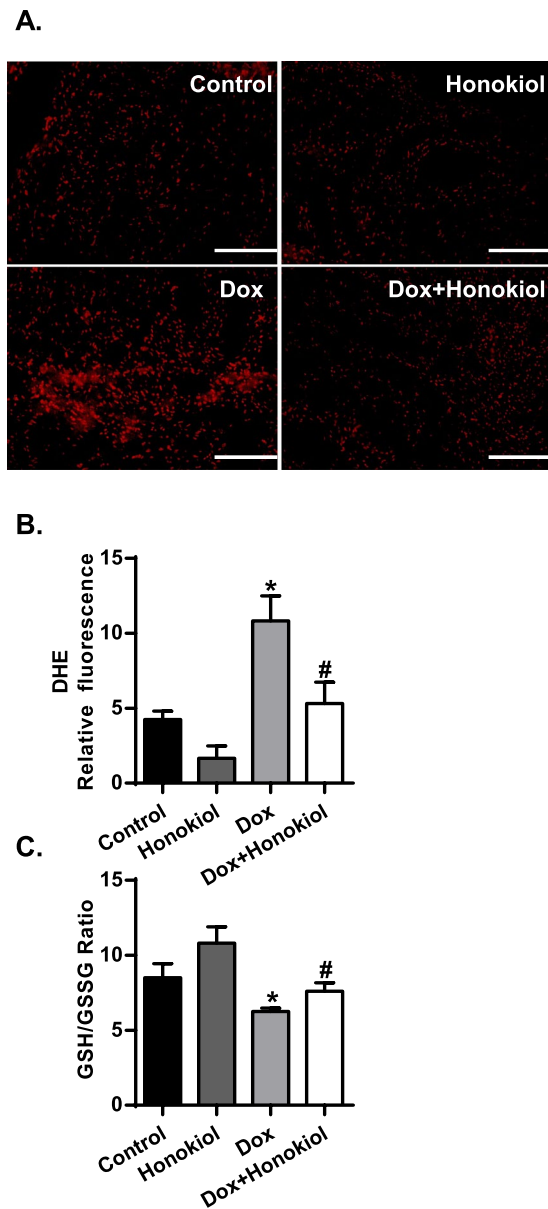 A.
Control
Honokiol
Dox
Dox+Honokiol
B.
DHE
Relative fluorescence
15
10
5
0
*
#
Control
Honokiol
Dox
Dox+Honokiol
C.
GSH/GSSG Ratio
15
10
5
0
*
#
Control
Honokiol
Dox
Dox+Honokiol